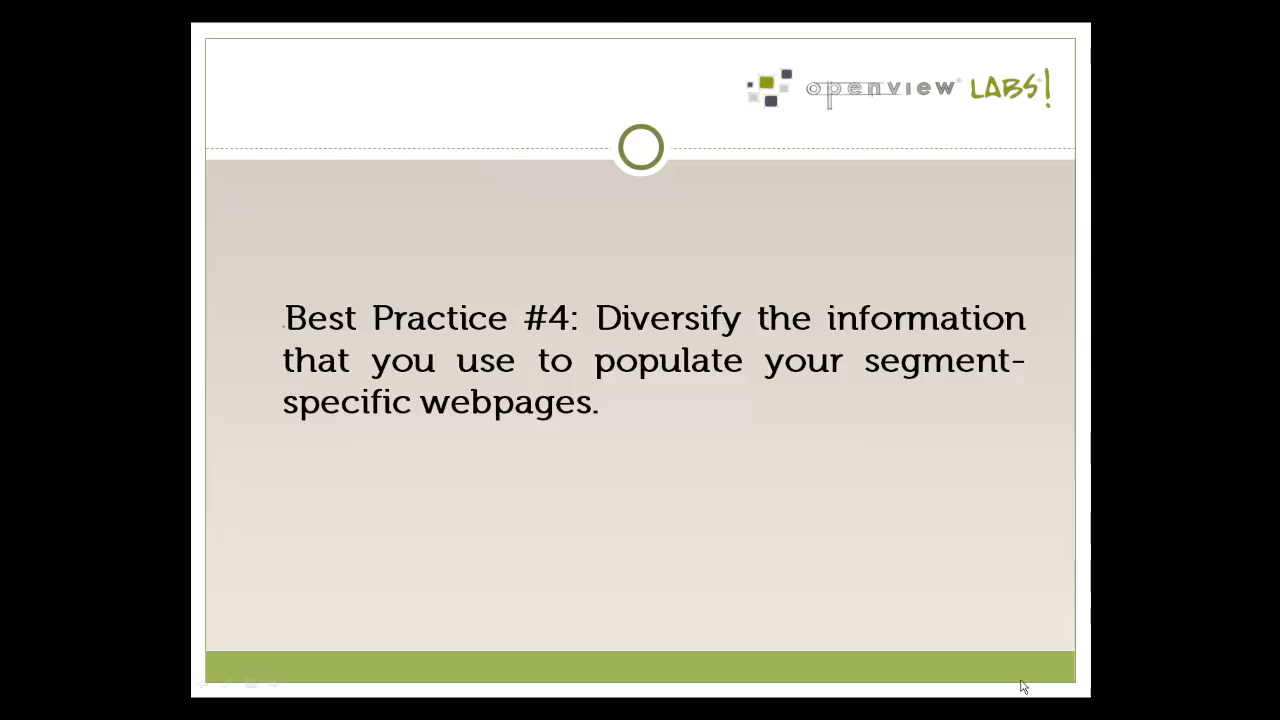 openview LABS!
Best Practice #4: Diversify the information
that you use to populate your segment-
specific webpages.